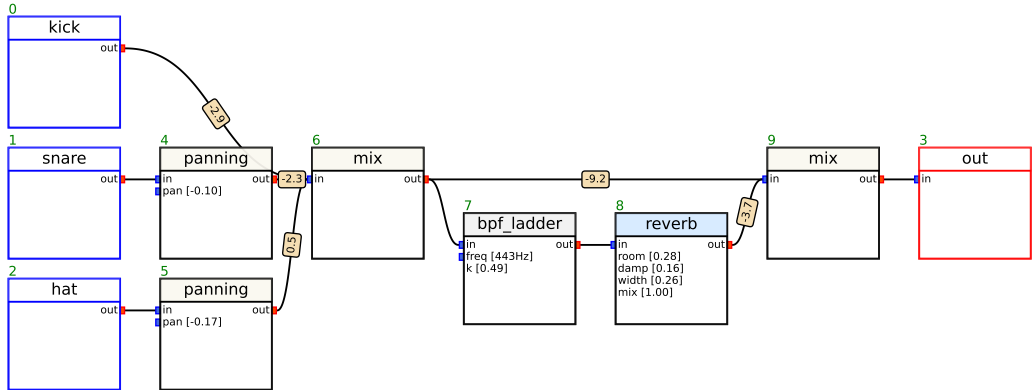 0
kick
out
-2.9
1
snare
out
4
panning
in
out
pan [-0.10]
-2.3
6
mix
in
out
-9.2
9
mix
in
out
3
out
in
7
bpf_ladder
in
out
freq [443Hz]
k [0.49]
8
reverb
in
out
room [0.28]
damp [0.16]
width [0.26]
mix [1.00]
-3.7
0.5
2
hat
out
5
panning
in
out
pan [-0.17]